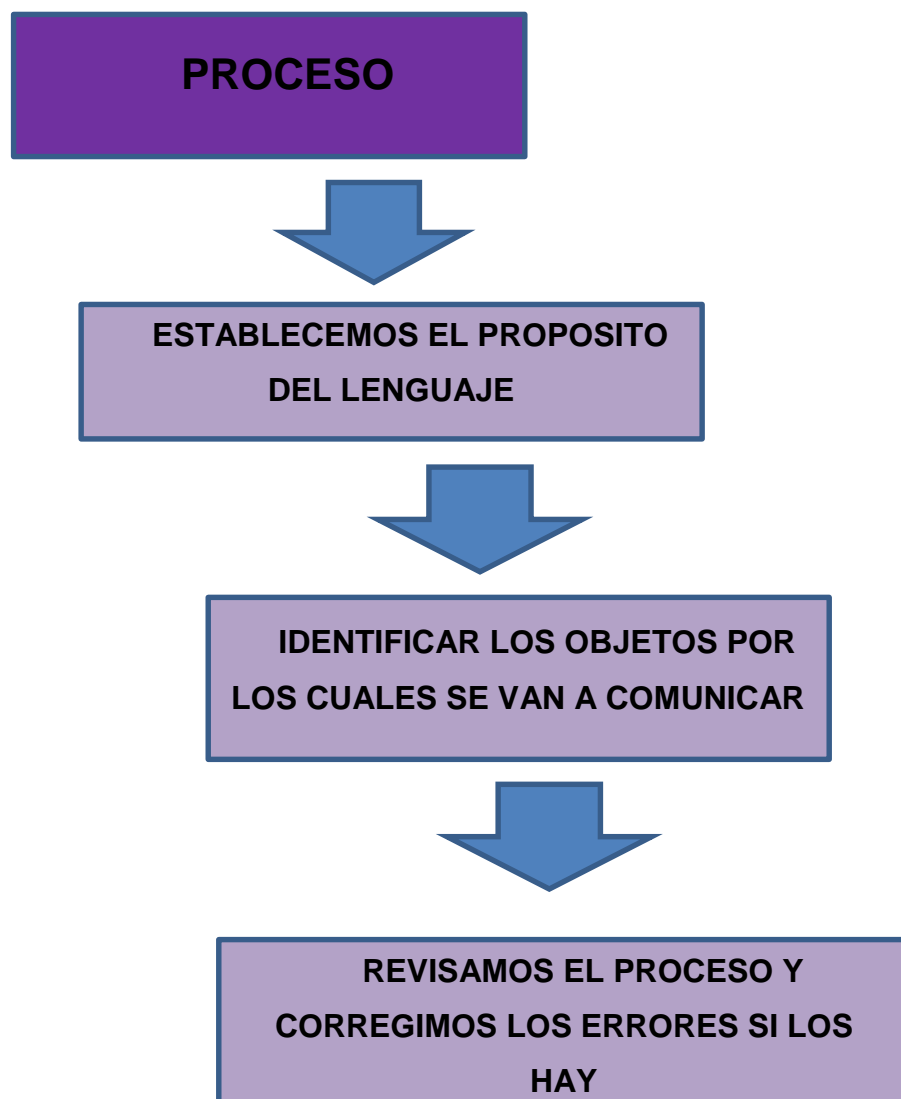 PROCESO
ESTABLECEMOS EL PROPOSITO
DEL LENGUAJE
IDENTIFICAR LOS OBJETOS POR
LOS CUALES SE VAN A COMUNICAR
REVISAMOS EL PROCESO Y
CORREGIMOS LOS ERRORES SI LOS
HAY